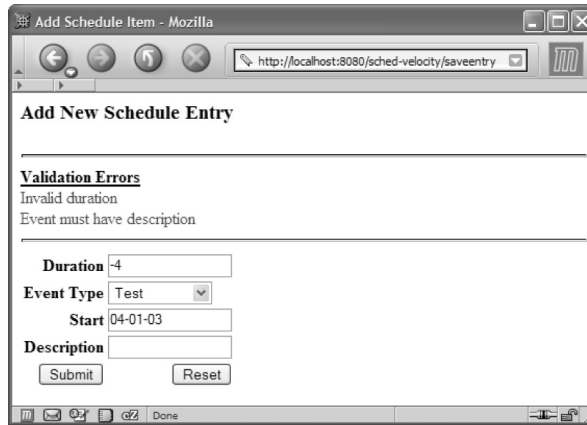 Add Schedule Item - Mozilla
http://localhost:8080/sched-velocity/saveentry
Add New Schedule Entry
Validation Errors
Invalid duration
Event must have description
Duration -4
Event Type Test
Start 04-01-03
Description
Submit Reset
Done